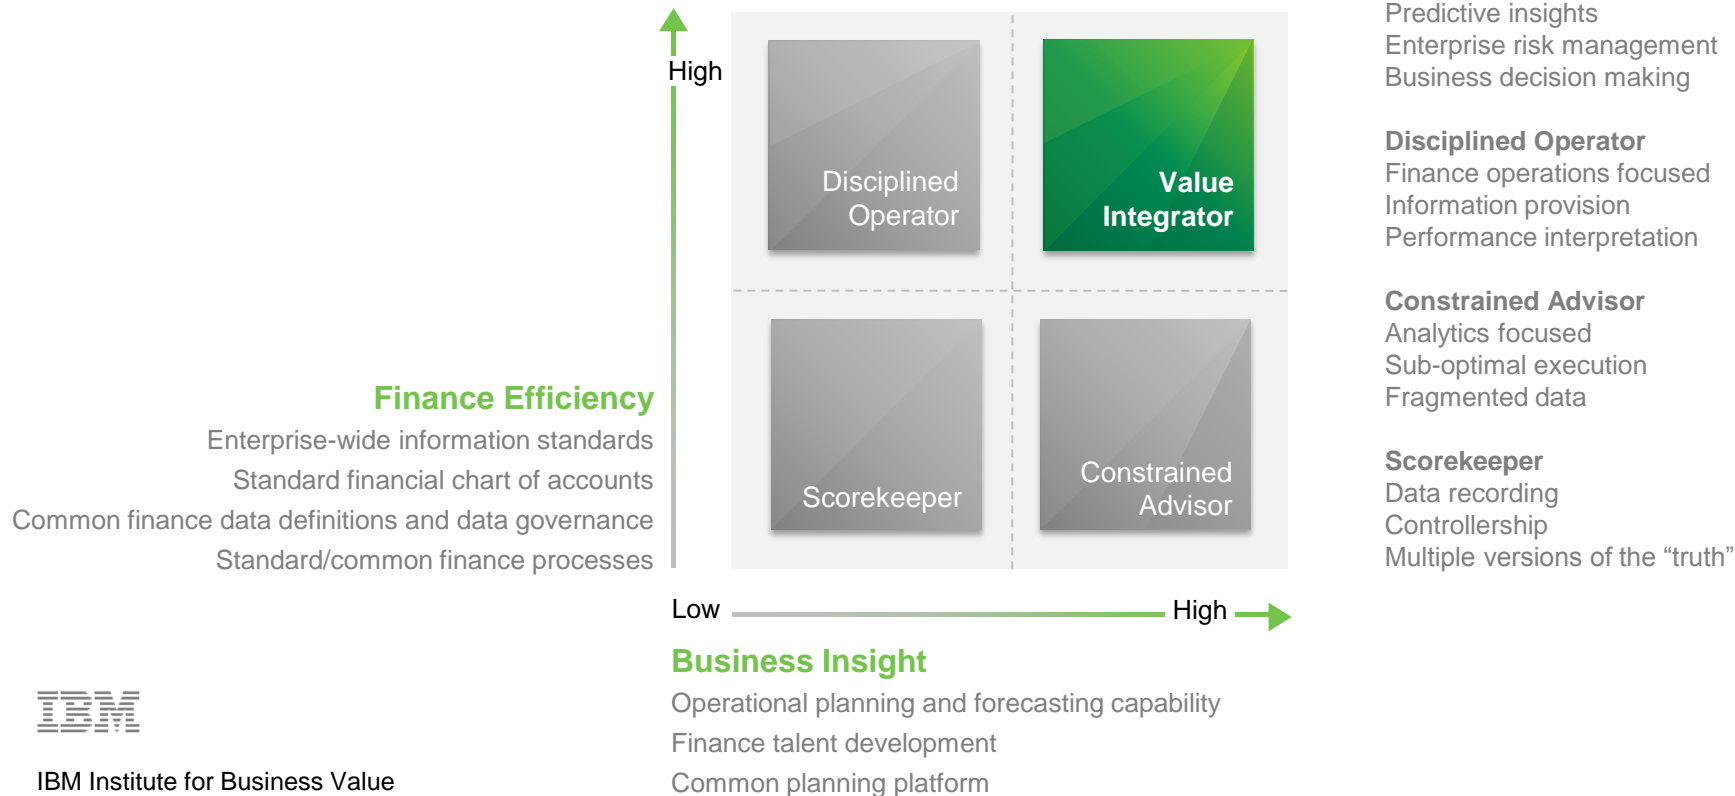 High
Disciplined
Operator
Value
Integrator
Scorekeeper
Constrained
Advisor
Finance Efficiency
Enterprise-wide information standards
Standard financial chart of accounts
Common finance data definitions and data governance
Standard/common finance processes
Low
High
Business Insight
Operational planning and forecasting capability
Finance talent development
Common planning platform
Predictive insights
Enterprise risk management
Business decision making
Disciplined Operator
Finance operations focused
Information provision
Performance interpretation
Constrained Advisor
Analytics focused
Sub-optimal execution
Fragmented data
Scorekeeper
Data recording
Controllership
Multiple versions of the “truth”
IBM
IBM Institute for Business Value